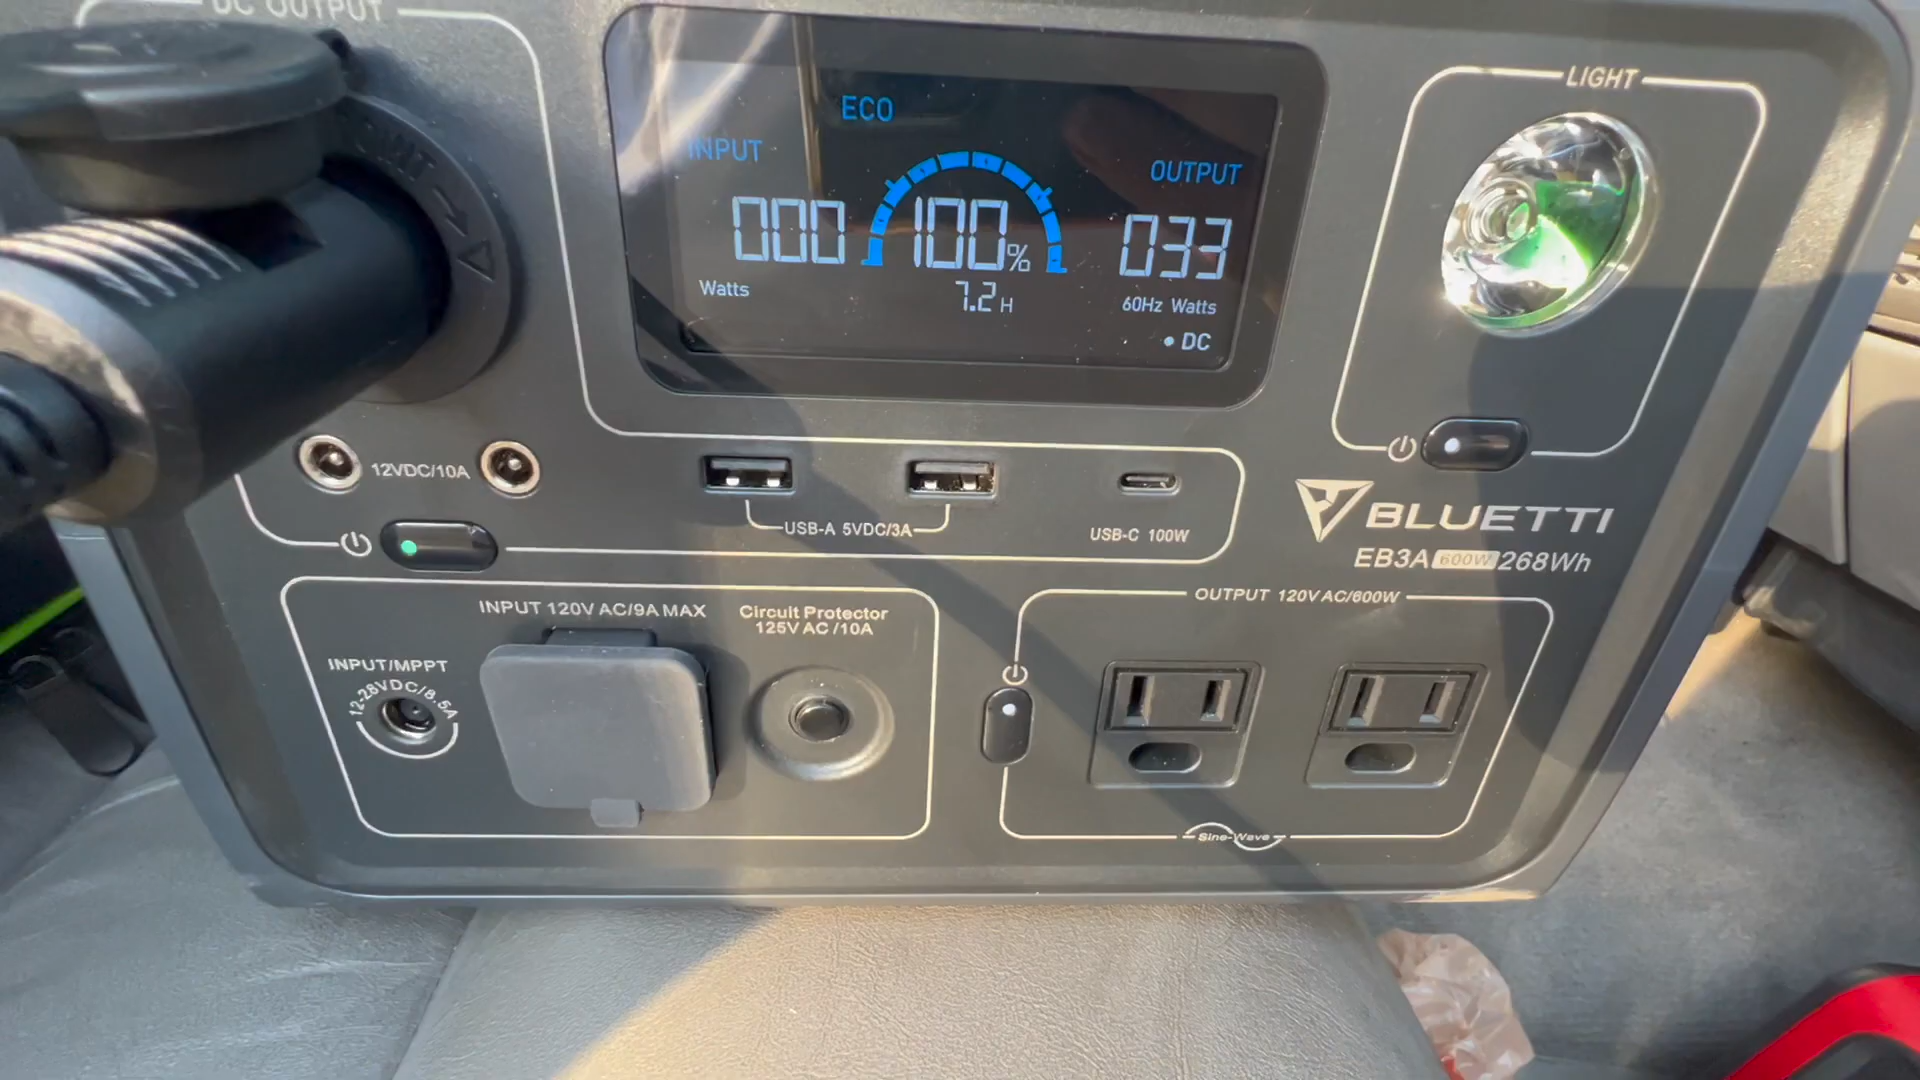 DC OUTPUT
ECO
INPUT
OUTPUT
000
100%
033
Watts
7.2 H
60Hz Watts
DC
LIGHT
12VDC/10A
USB-A 5VDC/3A
USB-C 100W
BLUETTI
EB3A 600W 268Wh
INPUT 120V AC/9A MAX
Circuit Protector
125V AC /10A
INPUT/MPPT
12-28VDC/8.5A
OUTPUT 120V AC/600W
Sine-Wave